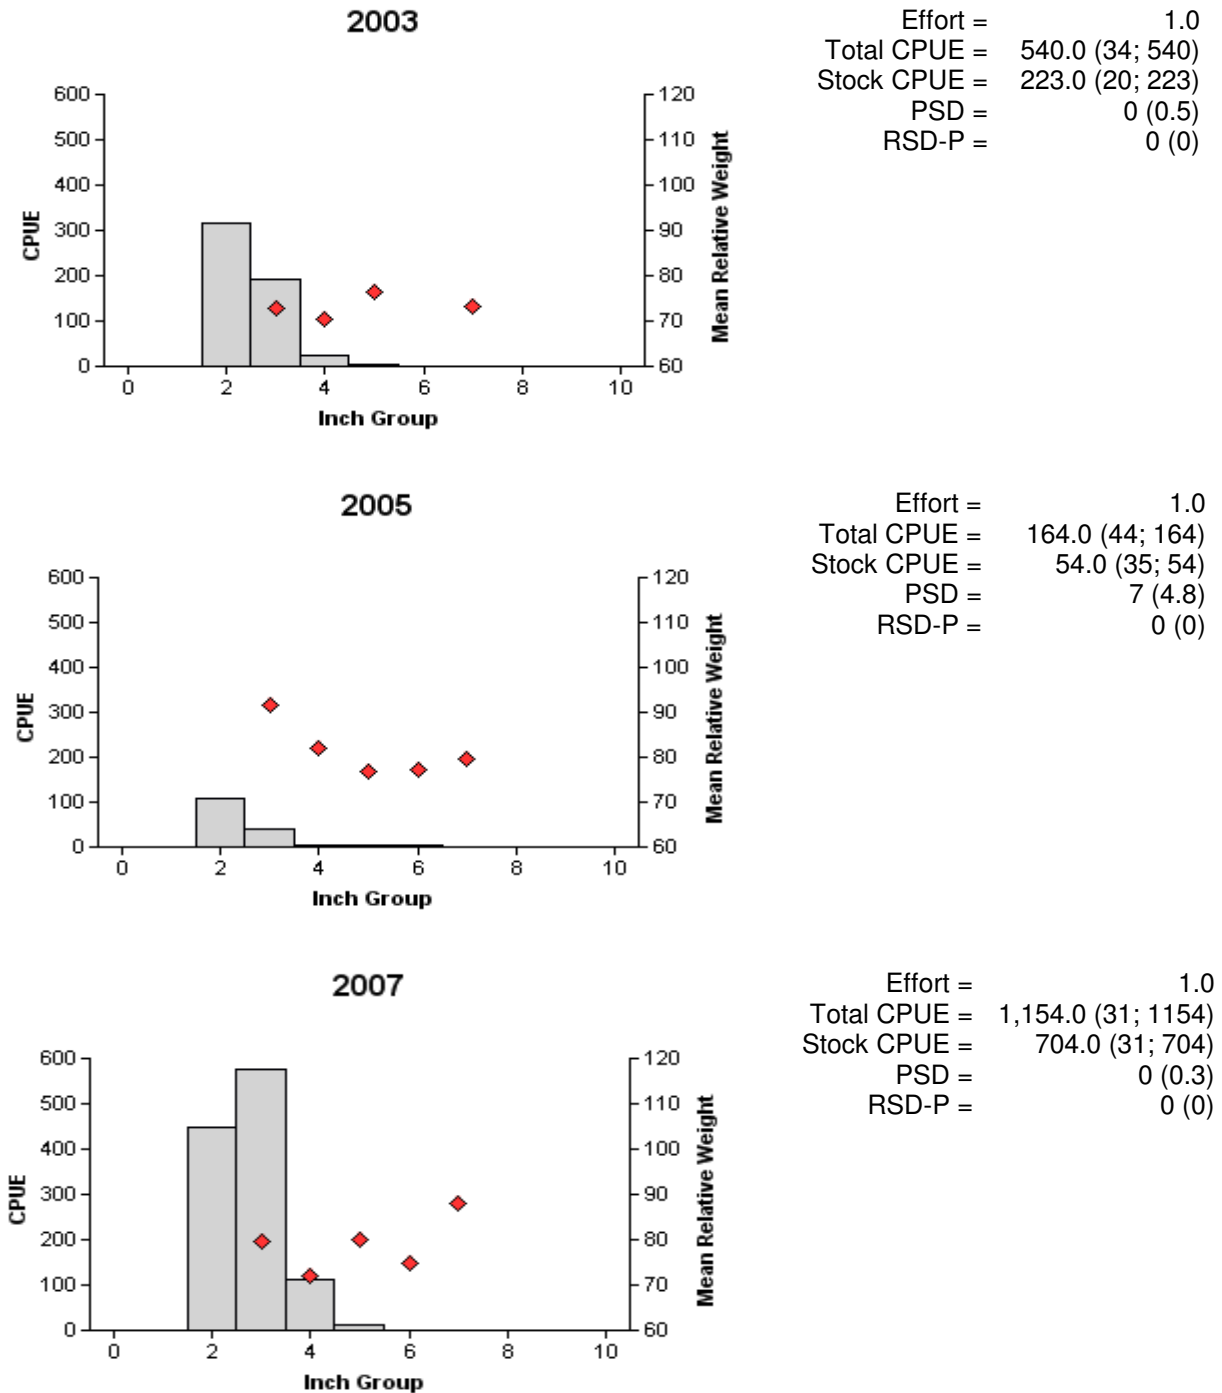 2003
Effort = 1.0
Total CPUE = 540.0 (34; 540)
Stock CPUE = 223.0 (20; 223)
PSD = 0 (0.5)
RSD-P = 0 (0)
600 120
500 110
400 100
300 90
200 80
100 70
0 60
CPUE
Mean Relative Weight
0 2 4 6 8 10
Inch Group
2005
Effort = 1.0
Total CPUE = 164.0 (44; 164)
Stock CPUE = 54.0 (35; 54)
PSD = 7 (4.8)
RSD-P = 0 (0)
600 120
500 110
400 100
300 90
200 80
100 70
0 60
CPUE
Mean Relative Weight
0 2 4 6 8 10
Inch Group
2007
Effort = 1.0
Total CPUE = 1,154.0 (31; 1154)
Stock CPUE = 704.0 (31; 704)
PSD = 0 (0.3)
RSD-P = 0 (0)
600 120
500 110
400 100
300 90
200 80
100 70
0 60
CPUE
Mean Relative Weight
0 2 4 6 8 10
Inch Group